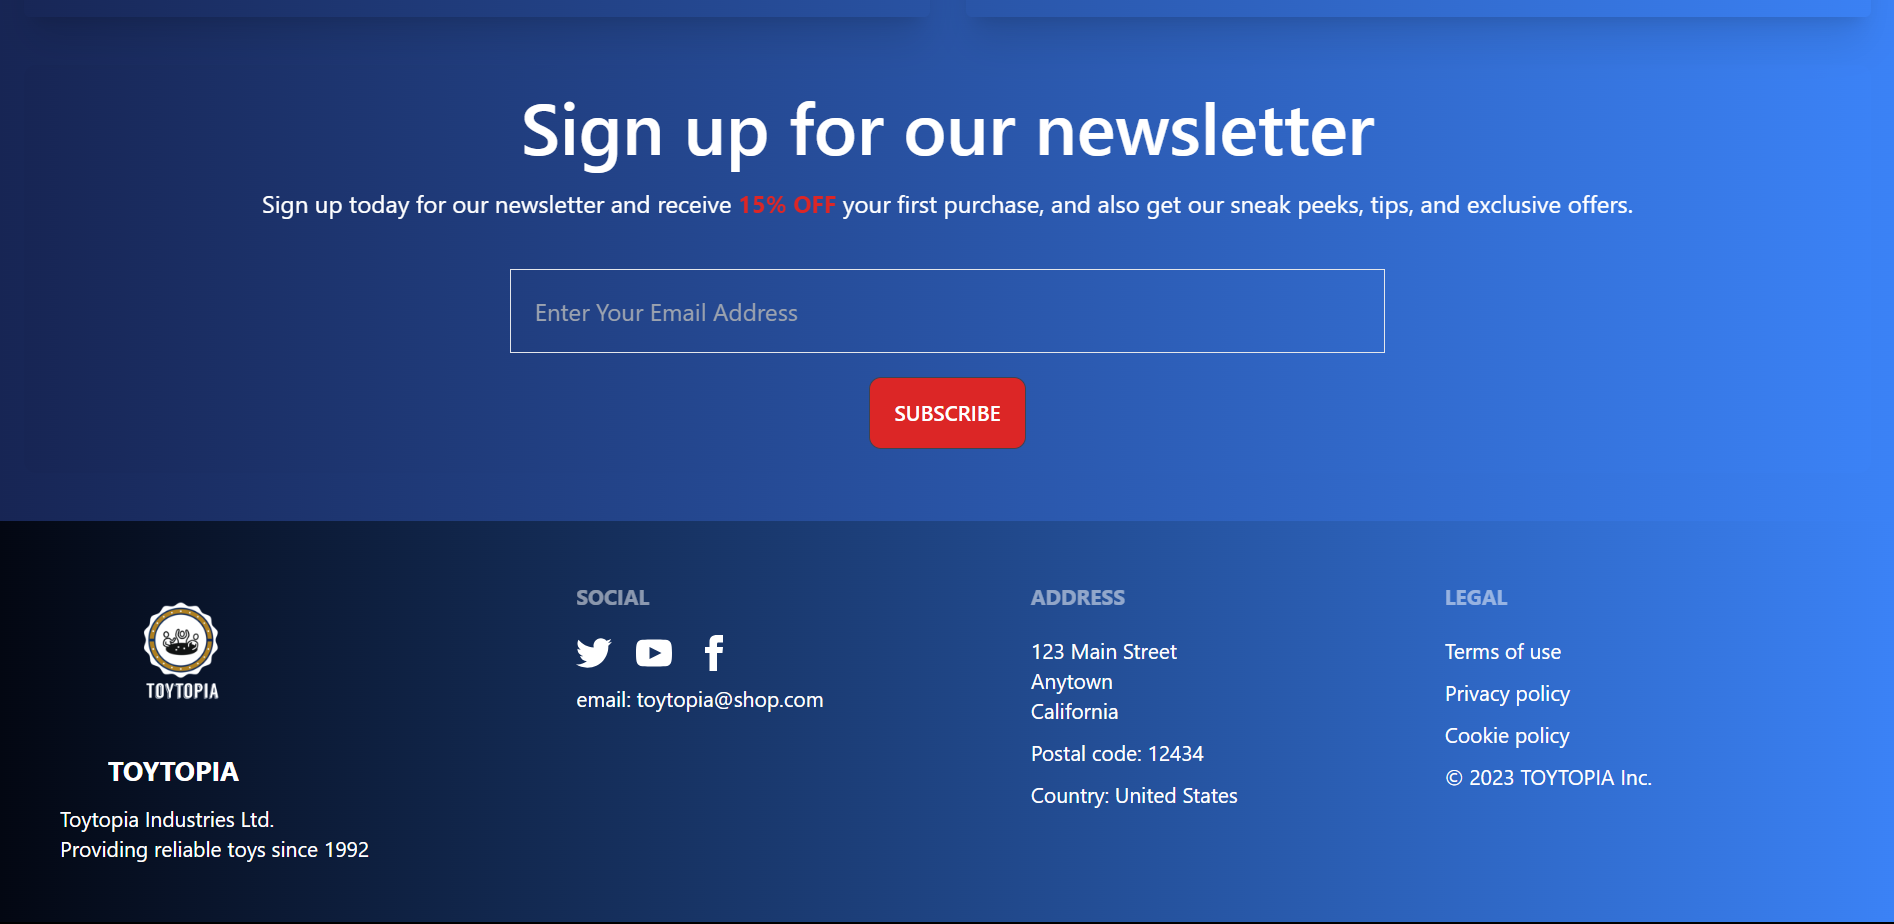 Sign up for our newsletter
Sign up today for our newsletter and receive 15% OFF your first purchase, and also get our sneak peeks, tips, and exclusive offers.
Enter Your Email Address
SUBSCRIBE
TOYTOPIA
TOYTOPIA
Toytopia Industries Ltd.
Providing reliable toys since 1992
SOCIAL
email: toytopia@shop.com
ADDRESS
123 Main Street
Anytown
California
Postal code: 12434
Country: United States
LEGAL
Terms of use
Privacy policy
Cookie policy
© 2023 TOYTOPIA Inc.